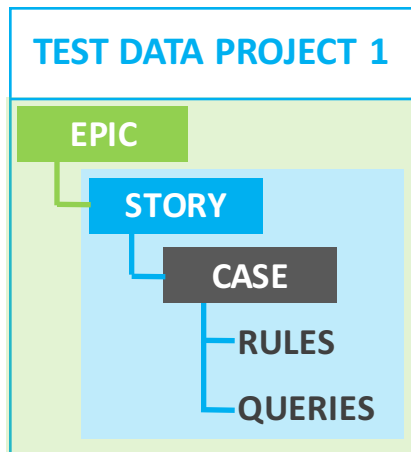 TEST DATA PROJECT 1
EPIC
STORY
CASE
RULES
QUERIES